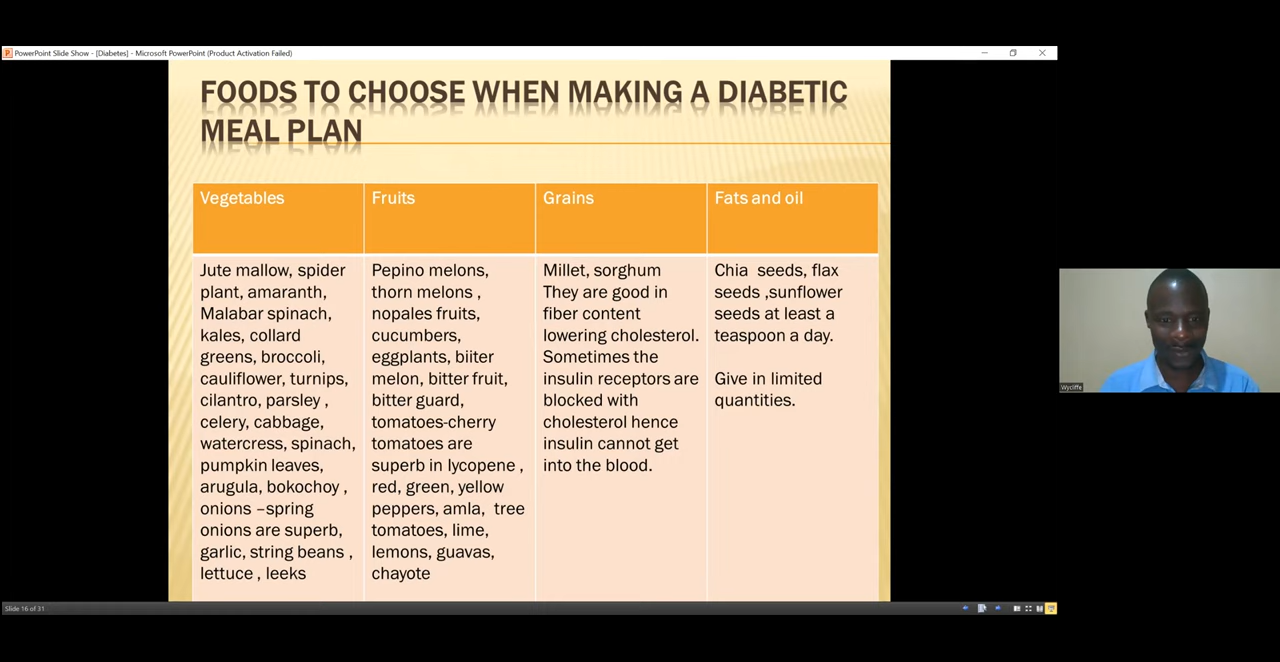 PowerPoint Slide Show - [Diabetes] - Microsoft PowerPoint (Product Activation Failed)
FOODS TO CHOOSE WHEN MAKING A DIABETIC
MEAL PLAN
Vegetables
Jute mallow, spider
plant, amaranth,
Malabar spinach,
kales, collard
greens, broccoli,
cauliflower, turnips,
cilantro, parsley ,
celery, cabbage,
watercress, spinach,
pumpkin leaves,
arugula, bokochoy ,
onions –spring
onions are superb,
garlic, string beans ,
lettuce , leeks
Fruits
Pepino melons,
thorn melons ,
nopales fruits,
cucumbers,
eggplants, biiter
melon, bitter fruit,
bitter guard,
tomatoes-cherry
tomatoes are
superb in lycopene ,
red, green, yellow
peppers, amla, tree
tomatoes, lime,
lemons, guavas,
chayote
Grains
Millet, sorghum
They are good in
fiber content
lowering cholesterol.
Sometimes the
insulin receptors are
blocked with
cholesterol hence
insulin cannot get
into the blood.
Fats and oil
Chia seeds, flax
seeds ,sunflower
seeds at least a
teaspoon a day.
Give in limited
quantities.
Wycliffe
Slide 16 of 31